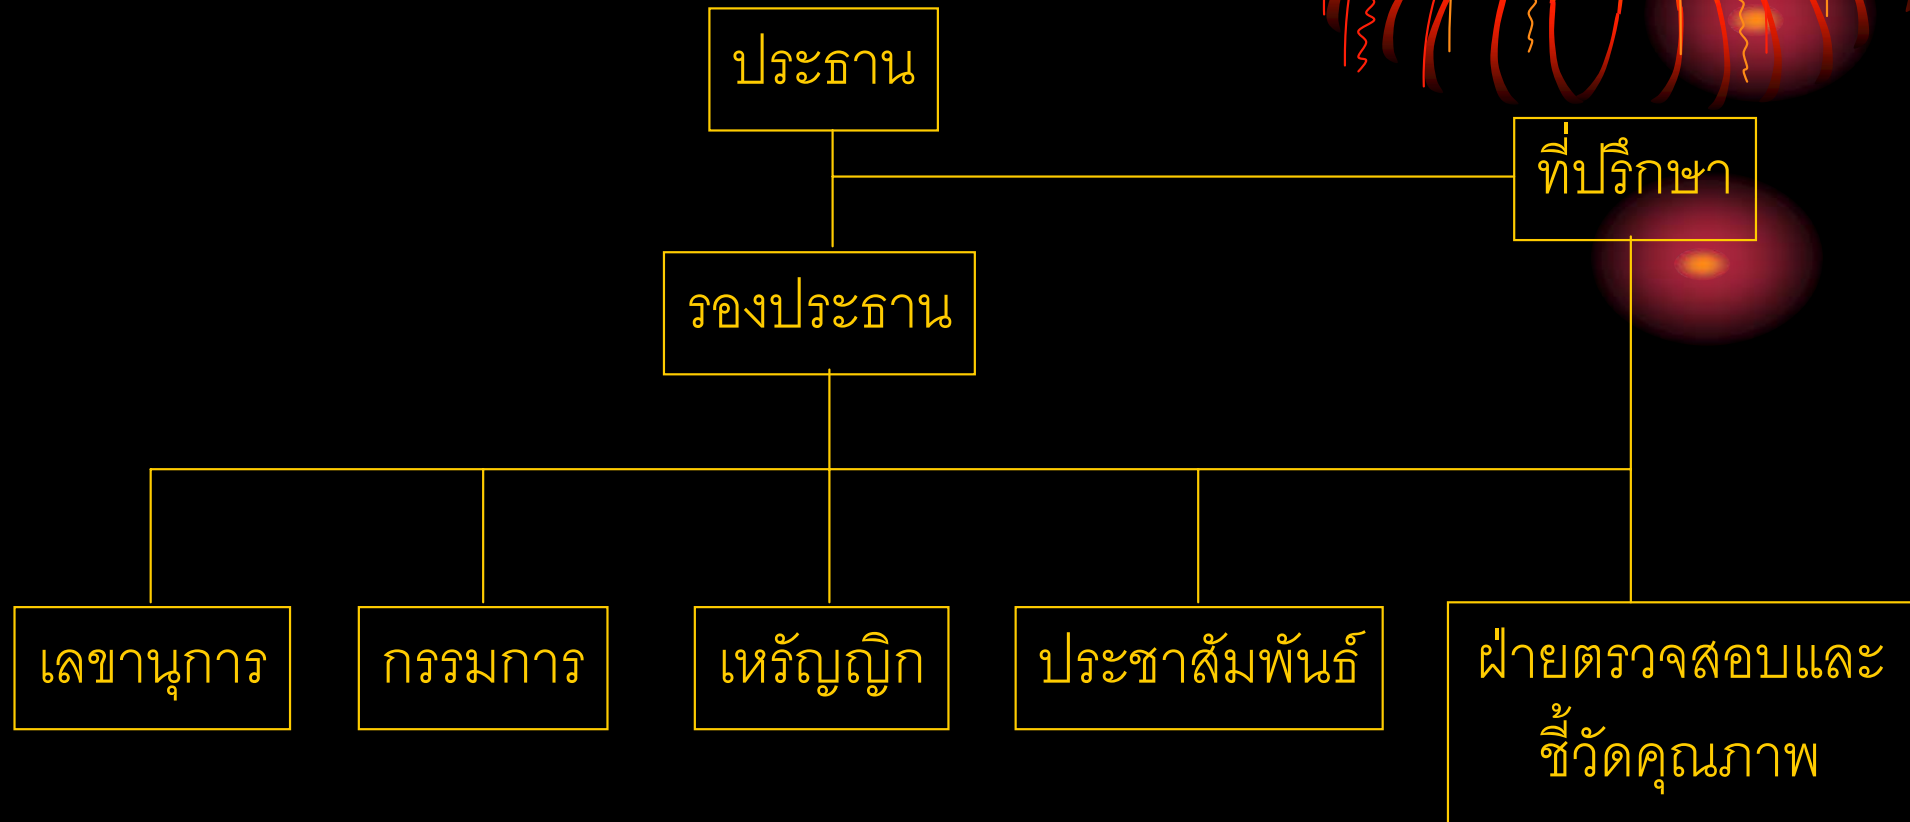 ประธาน
ที่ปรึกษา
รองประธาน
เลขานุการ
กรรมการ
เหรัญญิก
ประชาสัมพันธ์
ฝ่ายตรวจสอบและ
ชี้วัดคุณภาพ